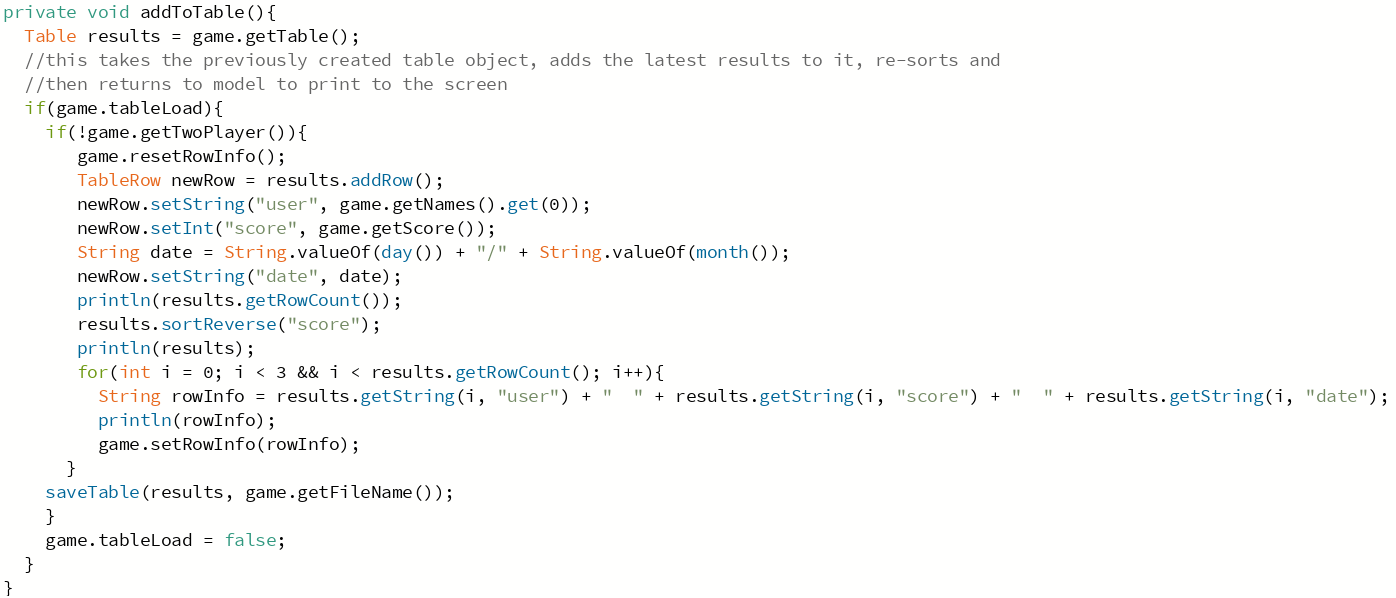 private void addToTable(){
  Table results = game.getTable();
  //this takes the previously created table object, adds the latest results to it, re-sorts and
  //then returns to model to print to the screen
  if(game.tableLoad){
    if(!game.getTwoPlayer()){
       game.resetRowInfo();
       TableRow newRow = results.addRow();
       newRow.setString("user", game.getNames().get(0));
       newRow.setInt("score", game.getScore());
       String date = String.valueOf(day()) + "/" + String.valueOf(month());
       newRow.setString("date", date);
       println(results.getRowCount());
       results.sortReverse("score");
       println(results);
       for(int i = 0; i < 3 && i < results.getRowCount(); i++){
         String rowInfo = results.getString(i, "user") + "  " + results.getString(i, "score") + "  " + results.getString(i, "date");
         println(rowInfo);
         game.setRowInfo(rowInfo);
      }
    saveTable(results, game.getFileName());
    }
    game.tableLoad = false;
  }
}